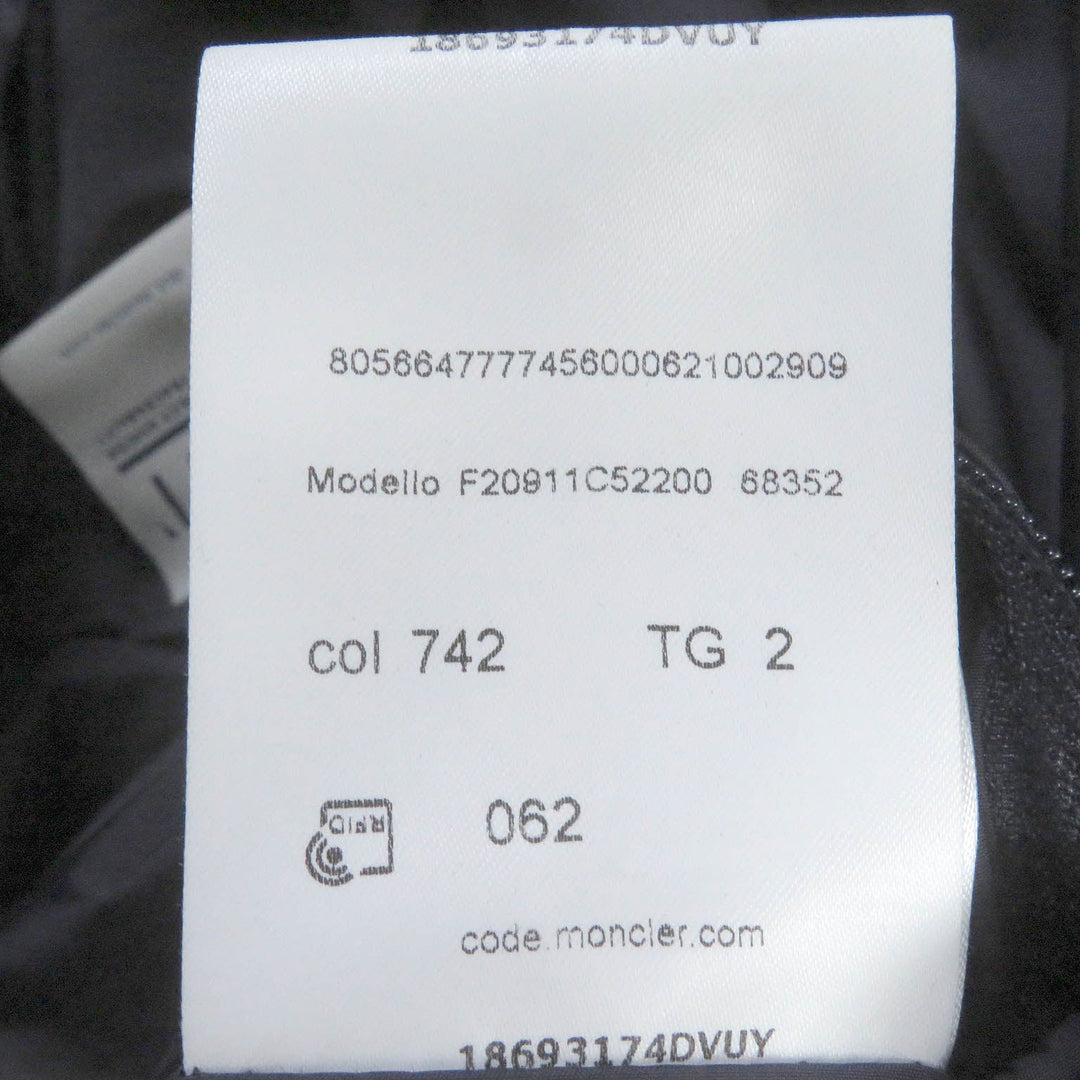 18693174DVUY
8056647777456000621002909
Modello F20911C52200 68352
col 742 TG 2
RFID 062
code.moncler.com
18693174DVUY